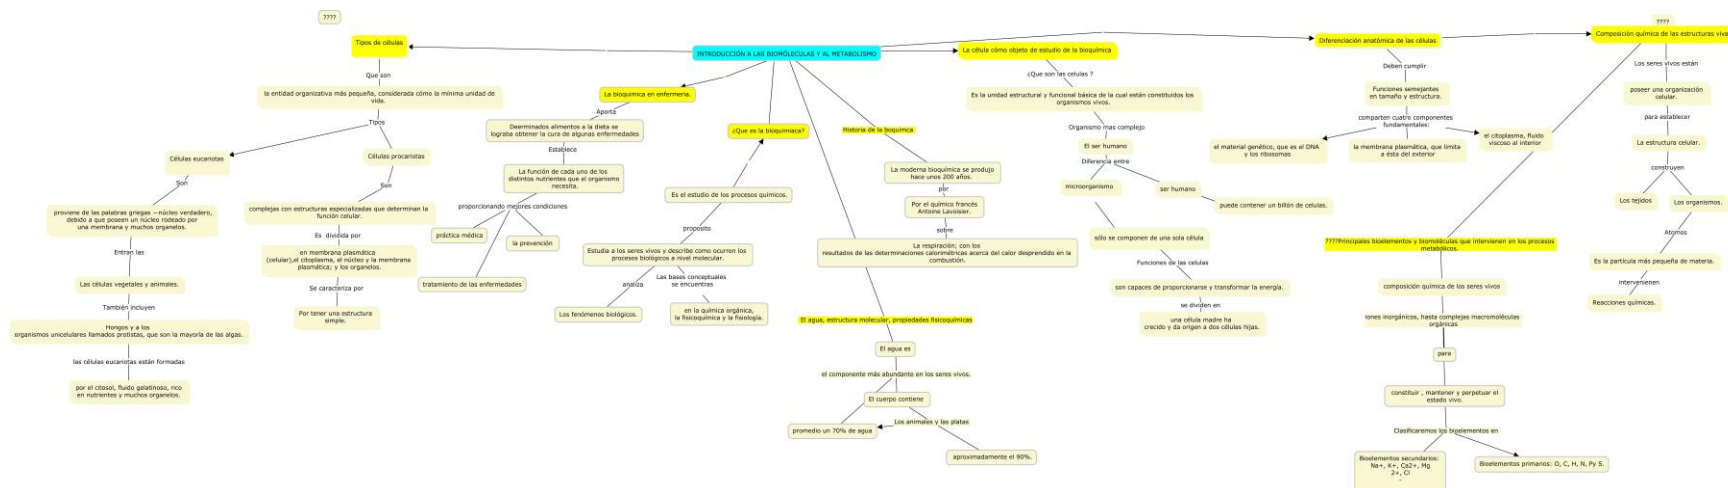 ????
????
Tipos de células
INTRODUCCIÓN A LAS BIOMÓLECULAS Y AL METABOLISMO
La célula cómo objeto de estudio de la bioquímica
Diferenciación anatómica de las células
Composición química de las estructuras viva
Que son
la entidad organizativa más pequeña, considerada cómo la mínima unidad de
vida.
Tipos
Células eucariotas
Células procariotas
Son
proviene de las palabras griegas —núcleo verdadero,
debido a que poseen un núcleo rodeado por
una membrana y muchos organelos.
Entran las
Las células vegetales y animales.
También incluyen
Hongos y a los
organismos unicelulares llamados protistas, que son la mayoría de las algas.
las células eucariotas están formadas
por el citosol, fluido gelatinoso, rico
en nutrientes y muchos organelos.
Son
complejas con estructuras especializadas que determinan la
función celular.
Es dividida por
en membrana plasmática
(celular),el citoplasma, el núcleo y la membrana
plasmática; y los organelos.
Se caracteriza por
Por tener una estructura
simple.
La bioquimica en enfermeria.
Aporta
Deerminados alimentos a la dieta se
lograba obtener la cura de algunas enfermedades
Establece
La función de cada uno de los
distintos nutrientes que el organismo
necesita.
proporcionando mejores condiciones
práctica médica
la prevención
tratamiento de las enfermedades
¿Que es la bioquimiaca?
Es el estudio de los procesos químicos.
proposito
Estudia a los seres vivos y describe como ocurren los
procesos biológicos a nivel molecular.
analiza
Las bases conceptuales
se encuentras
Los fenómenos biológicos.
en la química orgánica,
la fisicoquímica y la fisiología.
Historia de la bioquimca
La moderna bioquímica se produjo
hace unos 200 años.
por
Por el químico francés
Antoine Lavoisier.
sobre
La respiración; con los
resultados de las determinaciones calorimétricas acerca del calor desprendido en la
combustión.
El agua, estructura molecular, propiedades fisicoquímicas
El agua es
el componente más abundante en los seres vivos.
El cuerpo contiene
Los animales y las platas
promedio un 70% de agua
aproximadamente el 90%.
¿Que son las celulas ?
Es la unidad estructural y funcional básica de la cual están constituidos los
organismos vivos.
Organismo mas complejo
El ser humano
Diferencia entre
microorganismo
ser humano
puede contener un billón de celulas.
sólo se componen de una sola célula
Funciones de las celulas
son capaces de proporcionarse y transformar la energía.
se dividen en
una célula madre ha
crecido y da origen a dos células hijas.
Deben cumplir
Funciones semejantes
en tamaño y estructura.
comparten cuatro componentes
fundamentales:
el material genético, que es el DNA
y los ribosomas
la membrana plasmática, que limita
a ésta del exterior
el citoplasma, fluido
viscoso al interior
Los seres vivos están
poseer una organización
celular.
para establecer
La estructura celular.
construyen
Los tejidos
Los organismos.
Atomos
Es la partícula más pequeña de materia.
intervienenen
Reacciones químicas.
????Principales bioelementos y biomoléculas que intervienen en los procesos
metabólicos.
composición química de los seres vivos
iones inorgánicos, hasta complejas macromoléculas
orgánicas
para
constituir , mantener y perpetuar el
estado vivo.
Clasificaremos los bioelementos en
Bioelementos secundarios:
Na+, K+, Ca2+, Mg
2+, Cl
-
Bioelementos primarios: O, C, H, N, Py S.